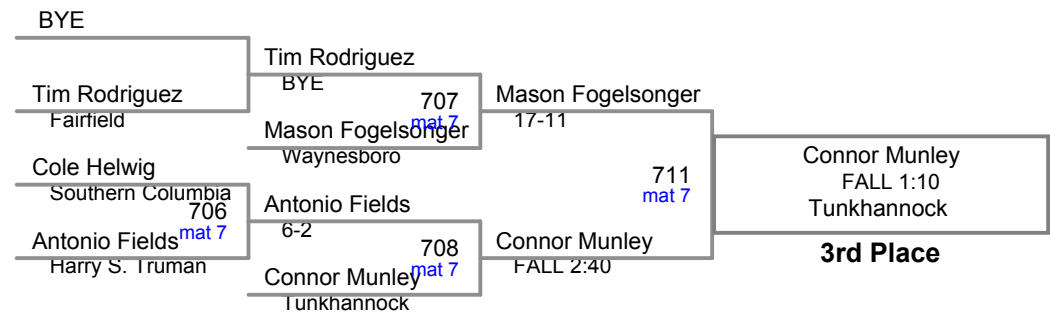 BYE
Tim Rodriguez
Fairfield
Cole Helwig
Southern Columbia
706
mat 7
Antonio Fields
Harry S. Truman
Tim Rodriguez
BYE
707
mat 7
Mason Fogelsonger
Waynesboro
Antonio Fields
6-2
708
mat 7
Connor Munley
Tunkhannock
Mason Fogelsonger
17-11
711
mat 7
Connor Munley
FALL 2:40
Connor Munley
FALL 1:10
Tunkhannock
3rd Place